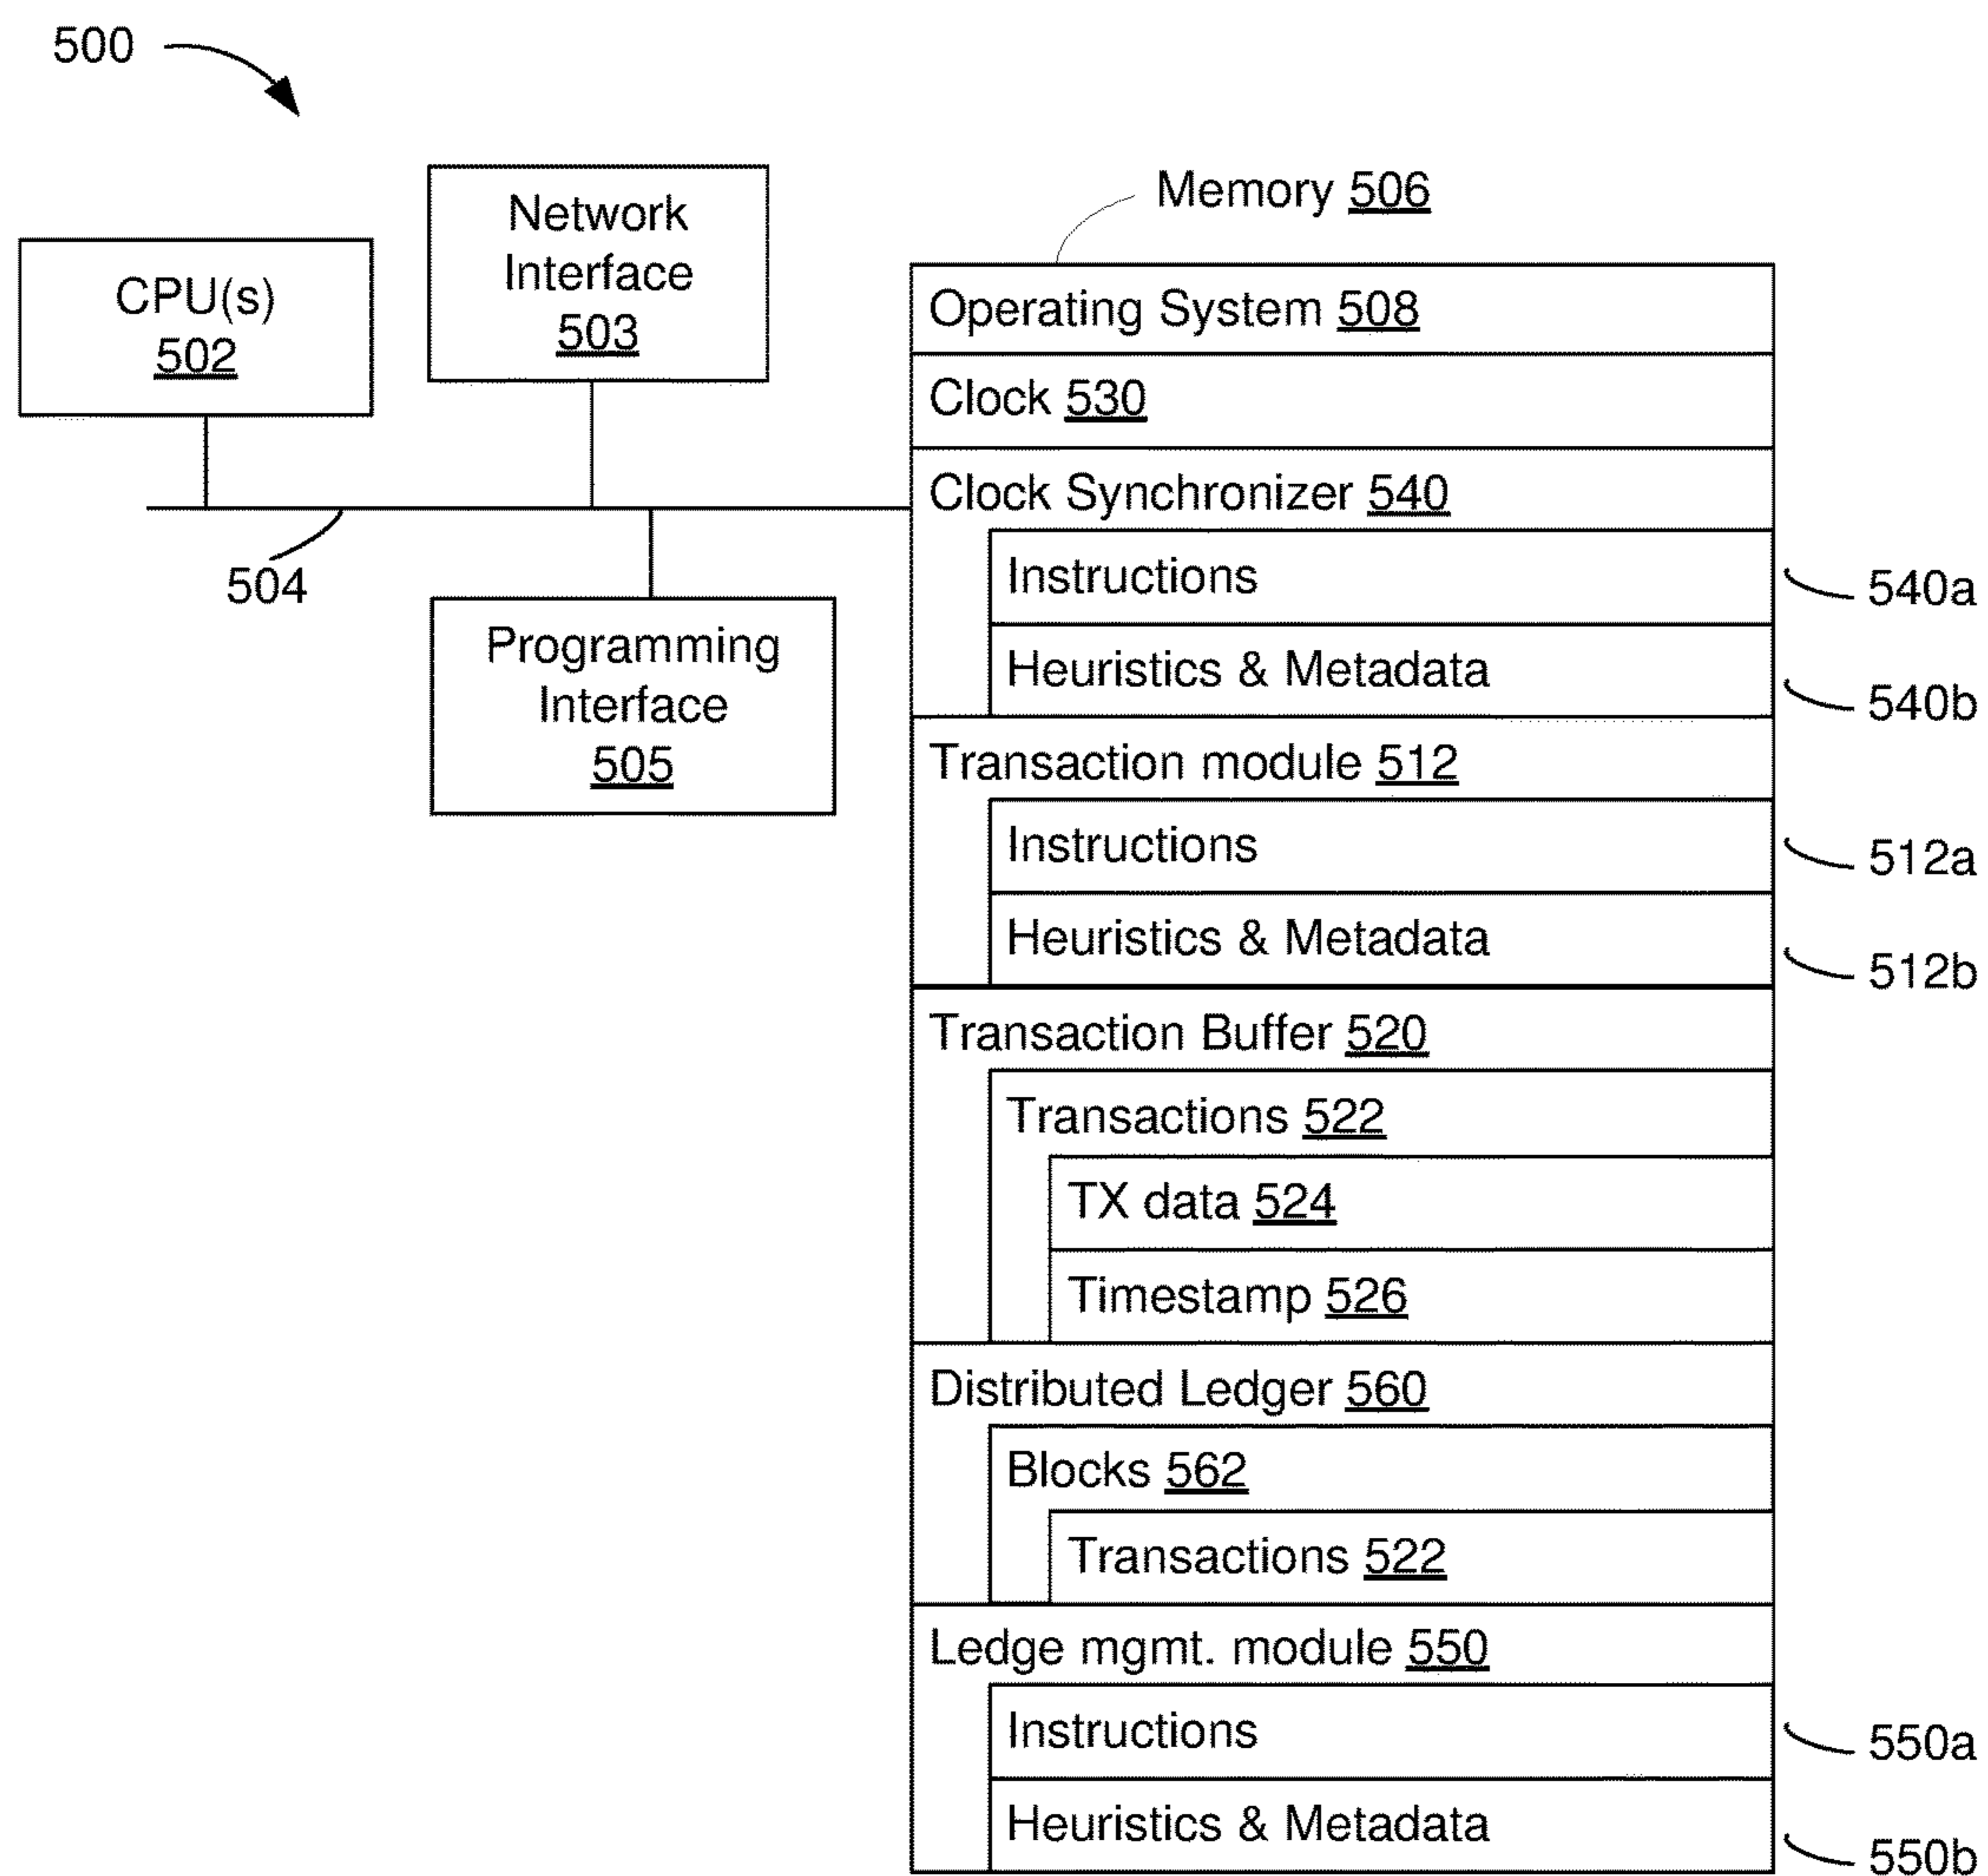 500
CPU(s)
502
Network
Interface
503
504
Programming
Interface
505
Memory 506
Operating System 508
Clock 530
Clock Synchronizer 540
Instructions
540a
Heuristics & Metadata
540b
Transaction module 512
Instructions
512a
Heuristics & Metadata
512b
Transaction Buffer 520
Transactions 522
TX data 524
Timestamp 526
Distributed Ledger 560
Blocks 562
Transactions 522
Ledge mgmt. module 550
Instructions
550a
Heuristics & Metadata
550b